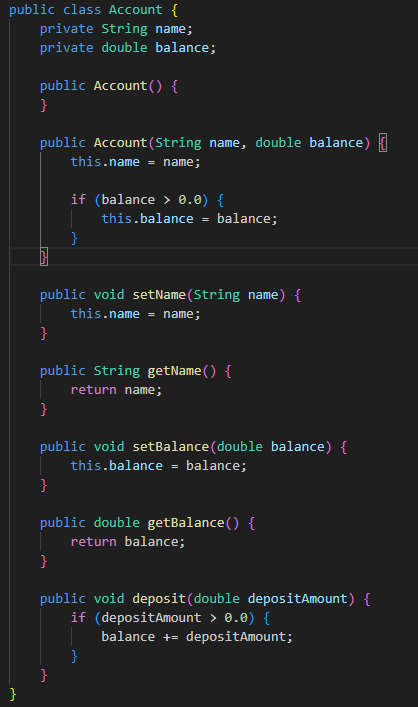 public class Account {
    private String name;
    private double balance;

    public Account() {
    }

    public Account(String name, double balance) {
        this.name = name;

        if (balance > 0.0) {
            this.balance = balance;
        }
    }

    public void setName(String name) {
        this.name = name;
    }

    public String getName() {
        return name;
    }

    public void setBalance(double balance) {
        this.balance = balance;
    }

    public double getBalance() {
        return balance;
    }

    public void deposit(double depositAmount) {
        if (depositAmount > 0.0) {
            balance += depositAmount;
        }
    }
}